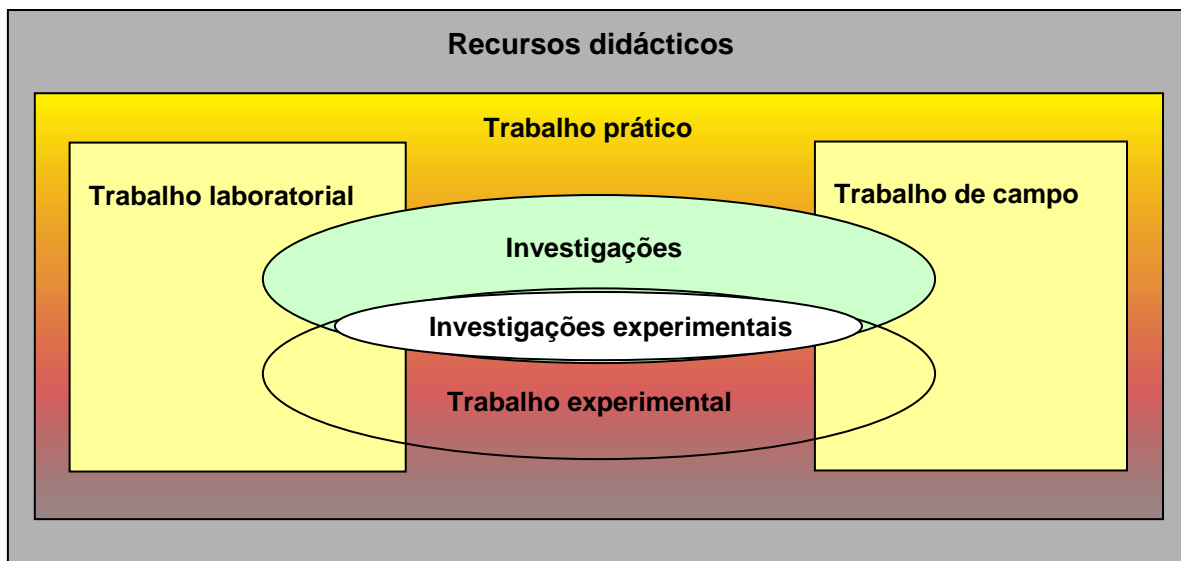 Recursos didácticos
Trabalho prático
Trabalho laboratorial
Trabalho de campo
Investigações
Investigações experimentais
Trabalho experimental